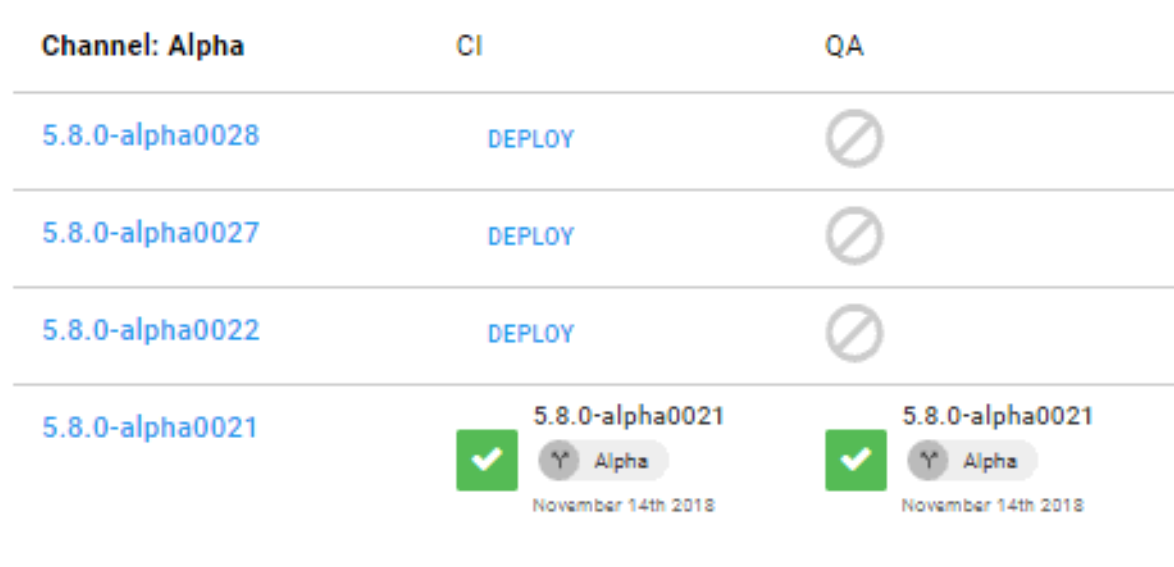 Channel: Alpha CI QA
5.8.0-alpha0028 DEPLOY
5.8.0-alpha0027 DEPLOY
5.8.0-alpha0022 DEPLOY
5.8.0-alpha0021 5.8.0-alpha0021 5.8.0-alpha0021
Alpha Alpha
November 14th 2018 November 14th 2018